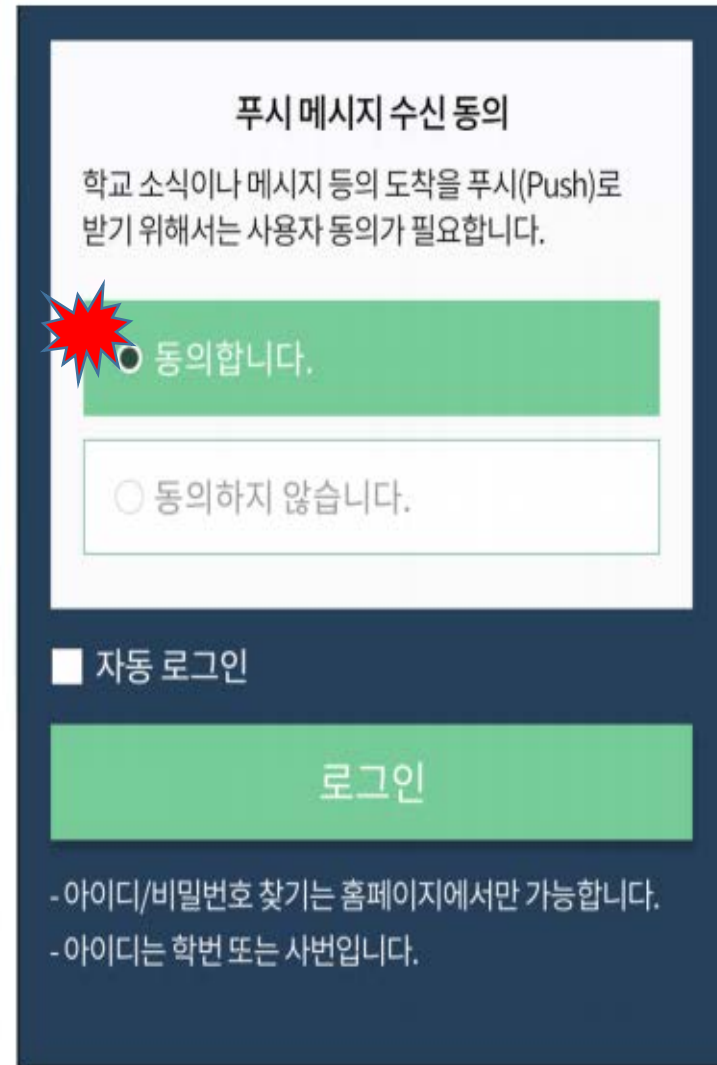 푸시 메시지 수신 동의
학교 소식이나 메시지 등의 도착을 푸시(Push)로
받기 위해서는 사용자 동의가 필요합니다.
동의합니다.
동의하지 않습니다.
자동 로그인
로그인
- 아이디/비밀번호 찾기는 홈페이지에서만 가능합니다.
- 아이디는 학번 또는 사번입니다.